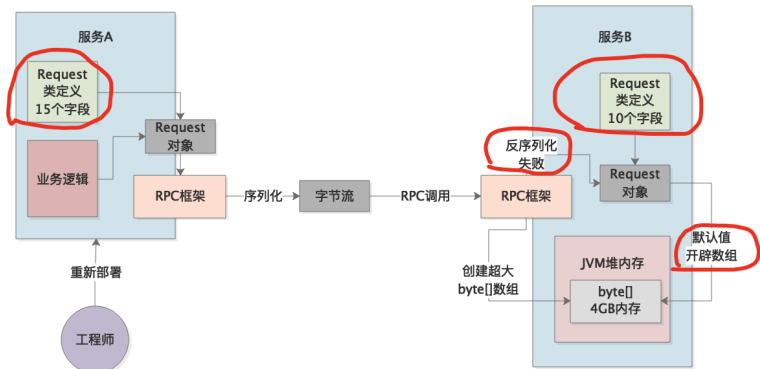 服务A
Request
类定义
15个字段
Request
对象
业务逻辑
RPC框架
序列化
字节流
RPC调用
重新部署
工程师
服务B
Request
类定义
10个字段
反序列化
失败
RPC框架
Request
对象
默认值
开辟数组
创建超大
byte[]数组
JVM堆内存
byte[]
4GB内存